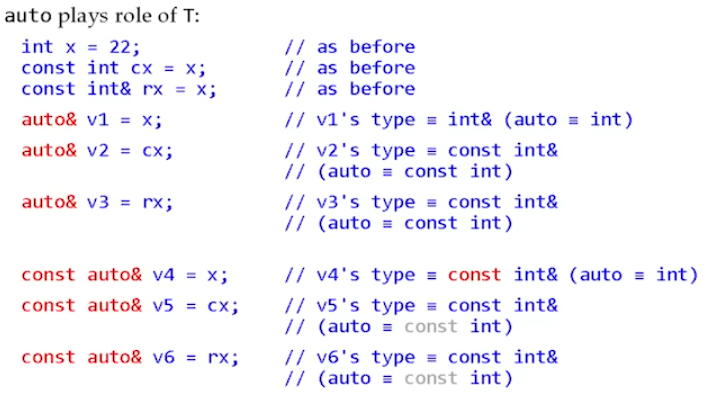 auto plays role of T:
int x = 22; // as before
const int cx = x; // as before
const int& rx = x; // as before
auto& v1 = x; // v1's type ≡ int& (auto ≡ int)
auto& v2 = cx; // v2's type ≡ const int&
// (auto ≡ const int)
auto& v3 = rx; // v3's type ≡ const int&
// (auto ≡ const int)
const auto& v4 = x; // v4's type ≡ const int& (auto ≡ int)
const auto& v5 = cx; // v5's type ≡ const int&
// (auto ≡ const int)
const auto& v6 = rx; // v6's type ≡ const int&
// (auto ≡ const int)